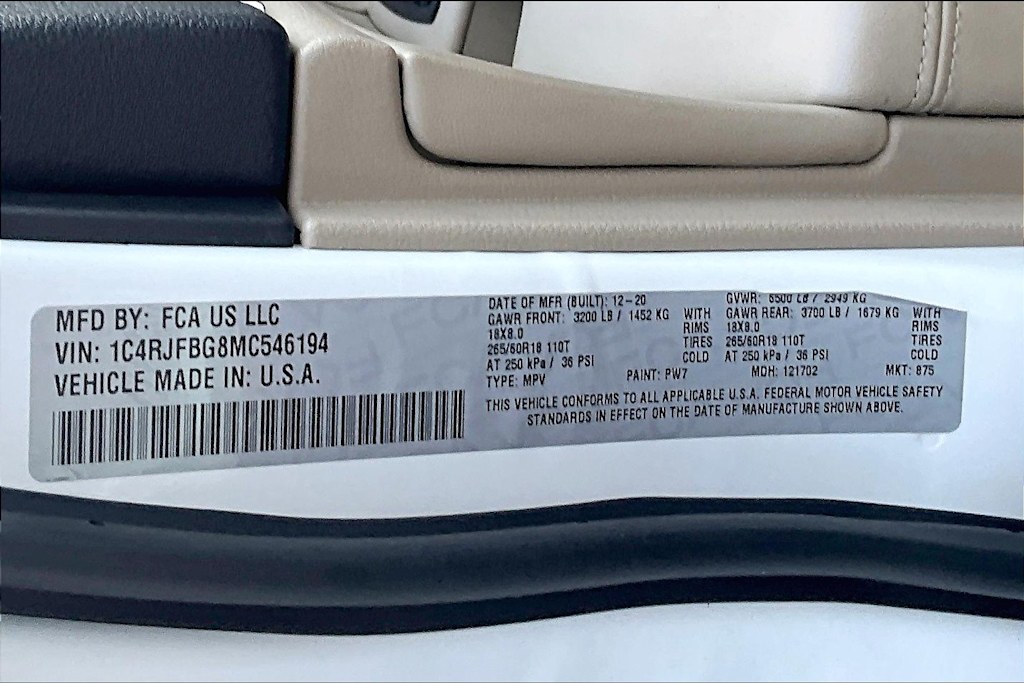 MFD BY: FCA US LLC
VIN: 1C4RJFBG8MC546194
VEHICLE MADE IN: U.S.A.
DATE OF MFR (BUILT): 12-20
GAWR FRONT: 3200 LB / 1452 KG WITH
18X8.0 RIMS
265/60R18 110T TIRES
AT 250 kPa / 36 PSI COLD
TYPE: MPV PAINT: PW7
GVWR: 6500 LB / 2949 KG
GAWR REAR: 3700 LB / 1679 KG WITH
18X8.0 RIMS
265/60R18 110T TIRES
AT 250 kPa / 36 PSI COLD
MDH: 121702 MKT: 875
THIS VEHICLE CONFORMS TO ALL APPLICABLE U.S.A. FEDERAL MOTOR VEHICLE SAFETY
STANDARDS IN EFFECT ON THE DATE OF MANUFACTURE SHOWN ABOVE.